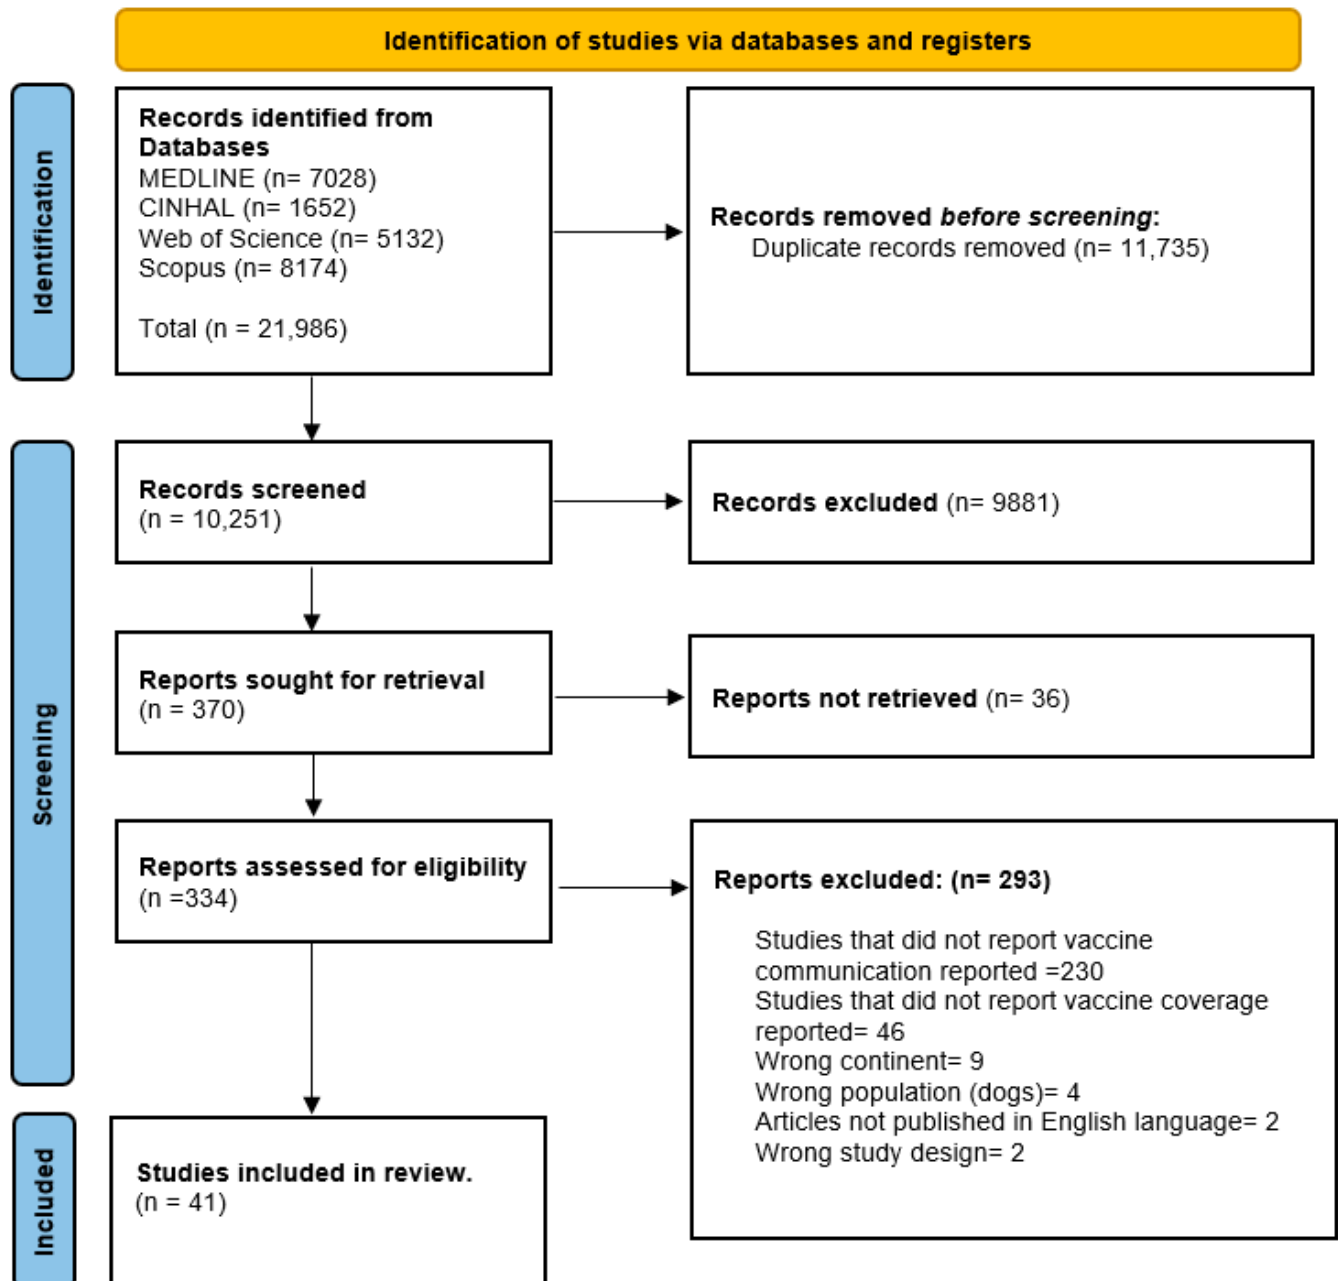 Identification of studies via databases and registers
Identification
Records identified from
Databases
MEDLINE (n= 7028)
CINHAL (n= 1652)
Web of Science (n= 5132)
Scopus (n= 8174)
Total (n = 21,986)
Records removed before screening:
Duplicate records removed (n= 11,735)
Screening
Records screened
(n = 10,251)
Records excluded (n= 9881)
Reports sought for retrieval
(n = 370)
Reports not retrieved (n= 36)
Reports assessed for eligibility
(n =334)
Reports excluded: (n= 293)
Studies that did not report vaccine
communication reported =230
Studies that did not report vaccine coverage
reported= 46
Wrong continent= 9
Wrong population (dogs)= 4
Articles not published in English language= 2
Wrong study design= 2
Included
Studies included in review.
(n = 41)